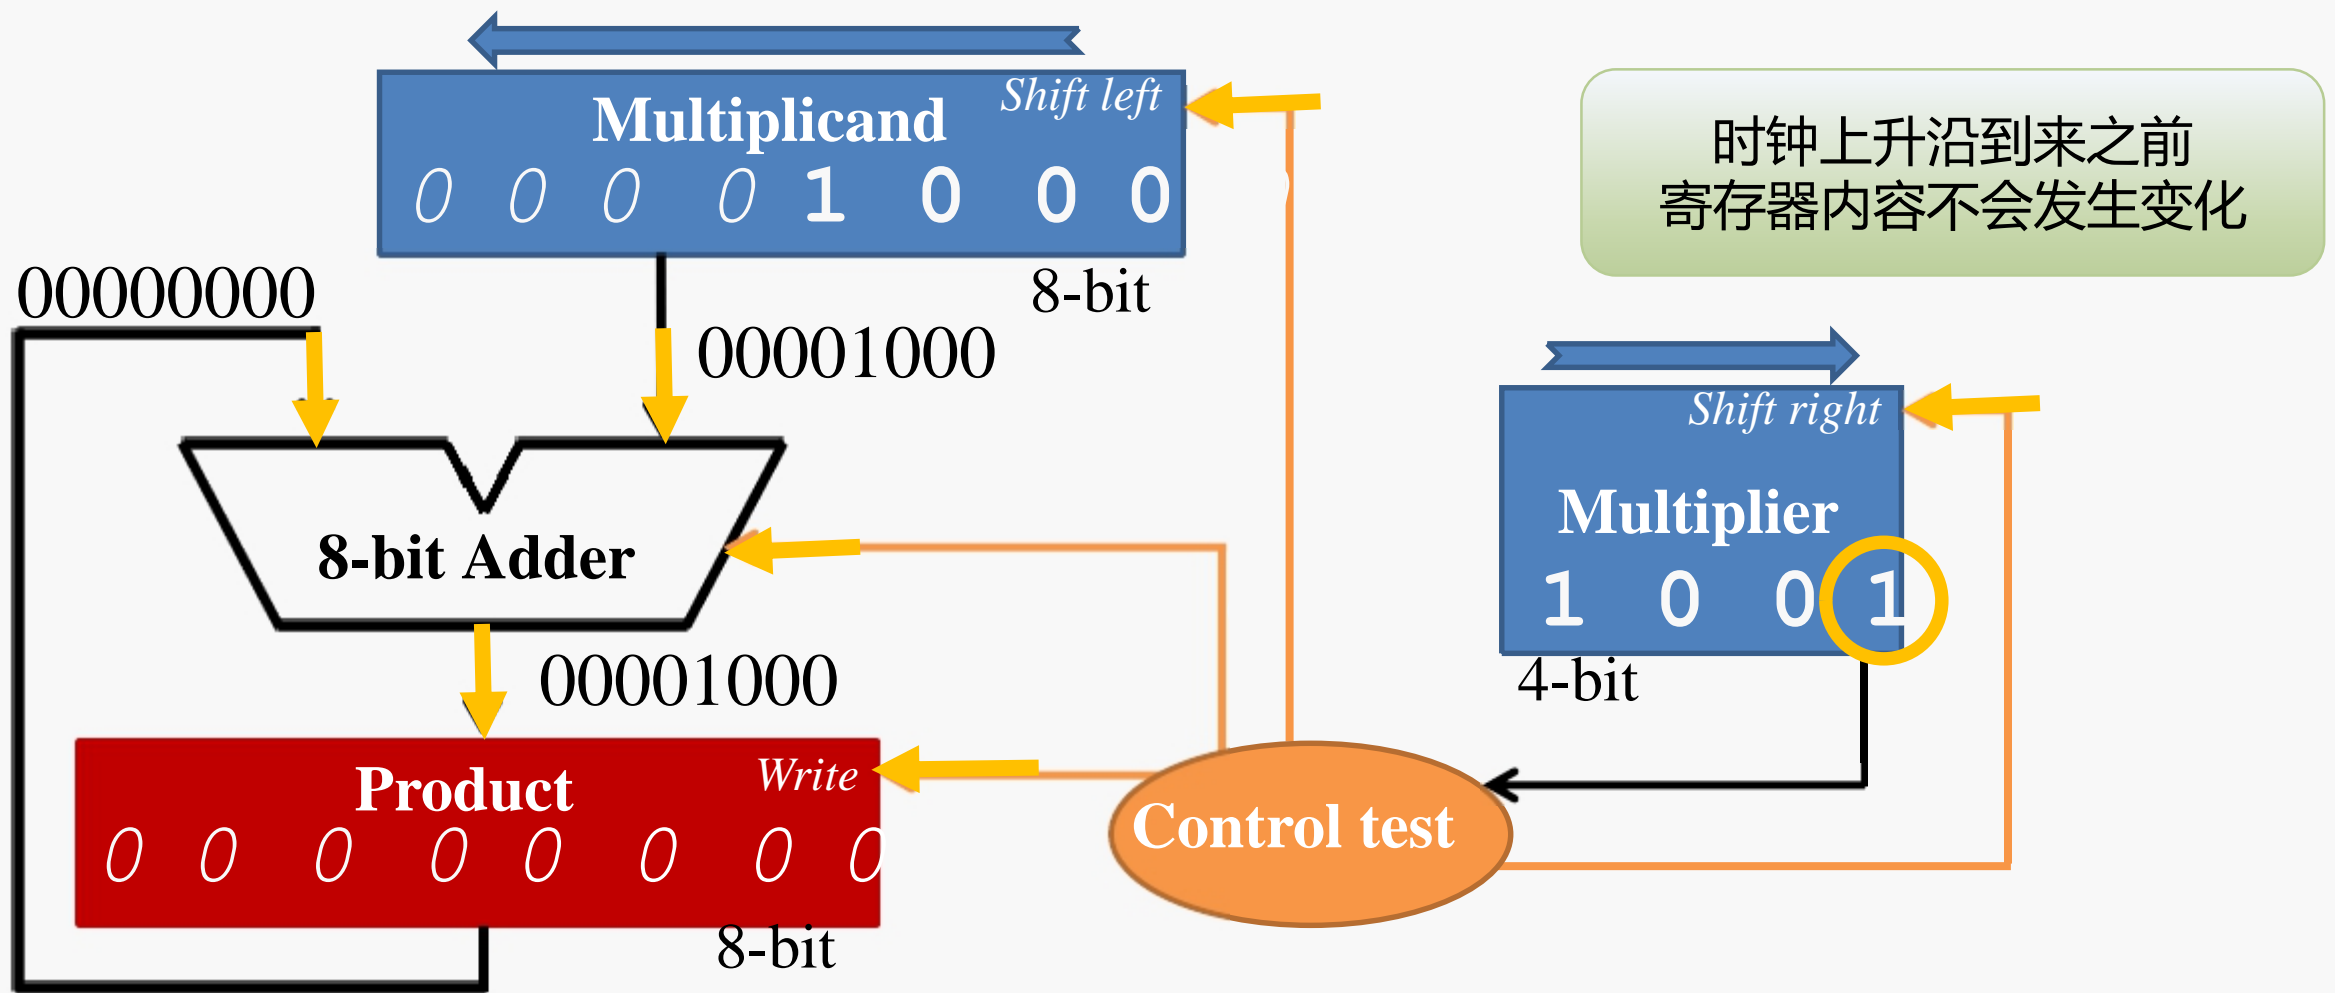 Shift left
Multiplicand
0 0 0 0 1 0 0 0
8-bit
时钟上升沿到来之前
寄存器内容不会发生变化
00000000
00001000
Shift right
Multiplier
1 0 0 1
4-bit
8-bit Adder
00001000
Product
Write
0 0 0 0 0 0 0 0
8-bit
Control test